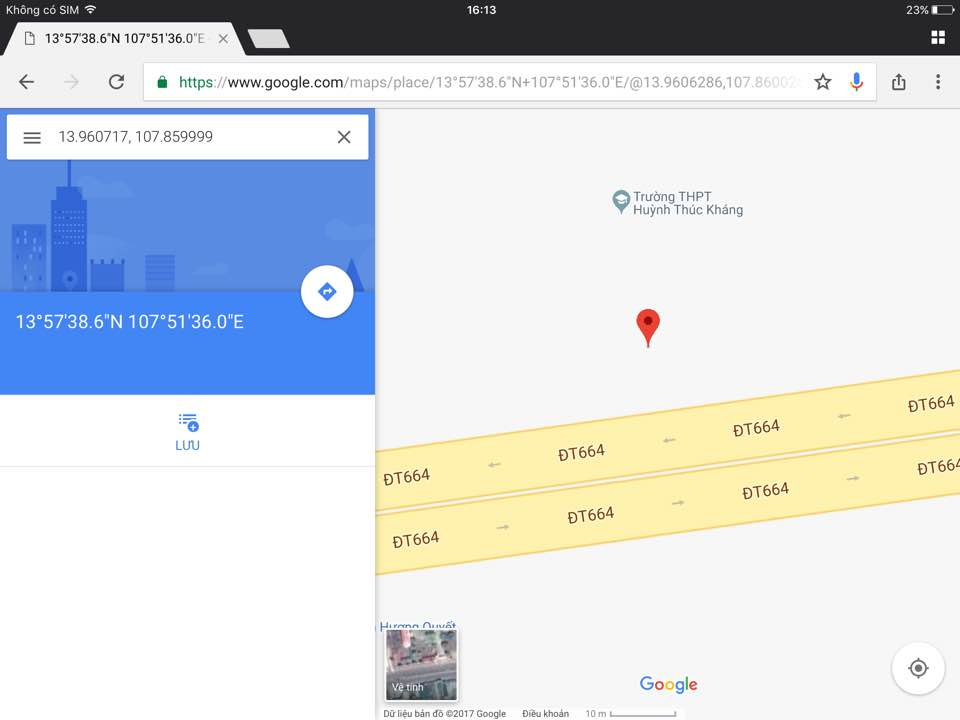 Không có SIM
16:13
23%
13°57'38.6"N 107°51'36.0"E
https://www.google.com/maps/place/13°57'38.6"N+107°51'36.0"E/@13.9606286,107.86002
13.960717, 107.859999
13°57'38.6"N 107°51'36.0"E
LƯU
Trường THPT
Huỳnh Thúc Kháng
ĐT664
ĐT664
ĐT664
ĐT664
ĐT664
ĐT664
ĐT664
ĐT664
Hương Quyết
Vệ tinh
Google
Dữ liệu bản đồ ©2017 Google
Điều khoản
10 m